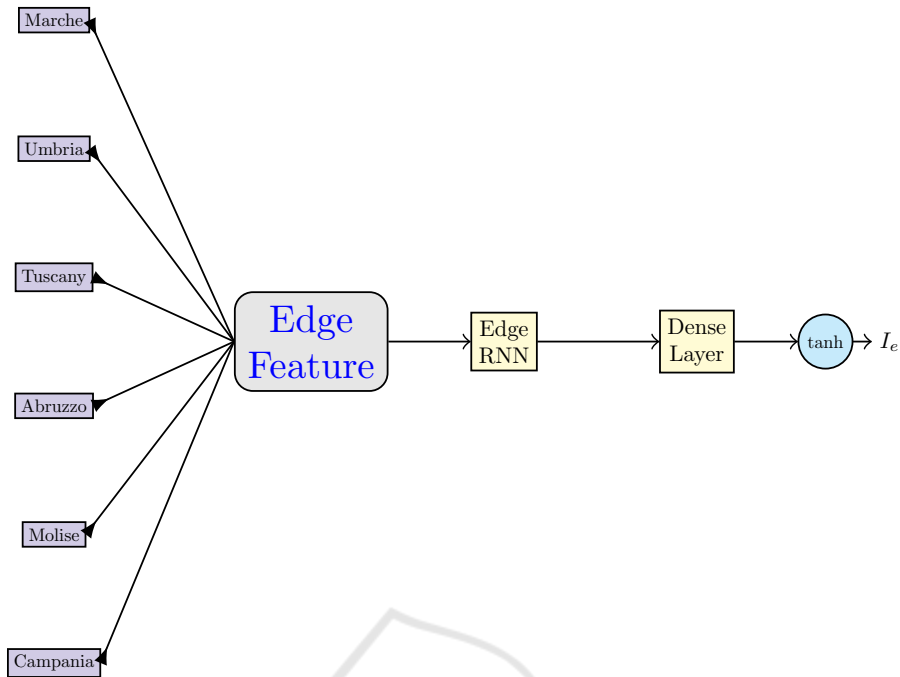 Marche
Umbria
Tuscany
Abruzzo
Molise
Campania
Edge
Feature
Edge
RNN
Dense
Layer
tanh
I_e